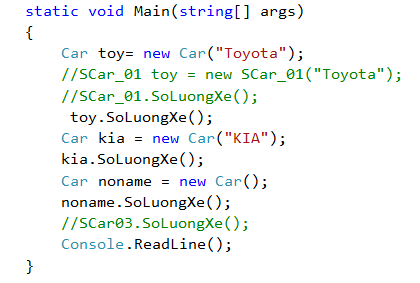 static void Main(string[] args)
{
Car toy= new Car("Toyota");
//SCar_01 toy = new SCar_01("Toyota");
//SCar_01.SoLuongXe();
toy.SoLuongXe();
Car kia = new Car("KIA");
kia.SoLuongXe();
Car noname = new Car();
noname.SoLuongXe();
//SCar03.SoLuongXe();
Console.ReadLine();
}